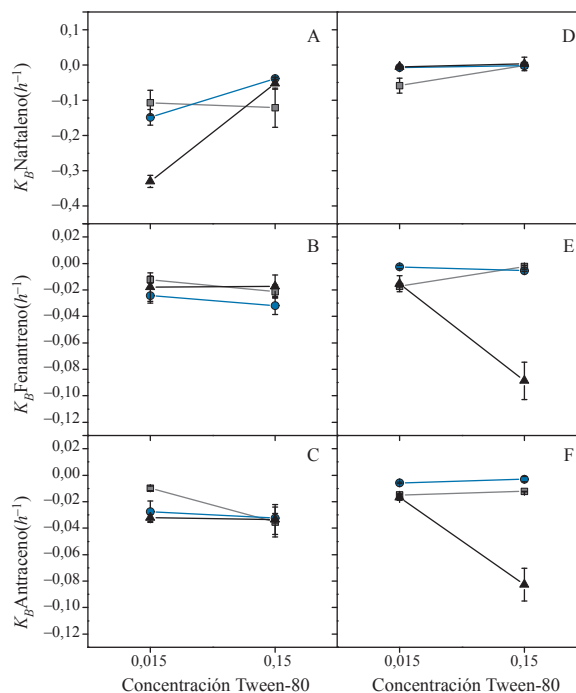 K_B Naftaleno(h⁻¹)
0,1
0,0
−0,1
−0,2
−0,3
−0,4
A
D
K_B Fenantreno(h⁻¹)
0,02
0,00
−0,02
−0,04
−0,06
−0,08
−0,10
−0,12
B
E
K_B Antraceno(h⁻¹)
0,02
0,00
−0,02
−0,04
−0,06
−0,08
−0,10
−0,12
C
F
0,015
0,15
0,015
0,15
Concentración Tween-80
Concentración Tween-80